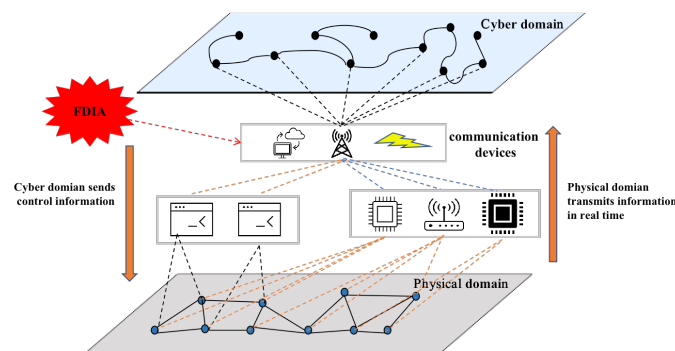 Cyber domain
FDIA
communication
devices
Cyber domian sends
control information
Physical domian
transmits information
in real time
Physical domain